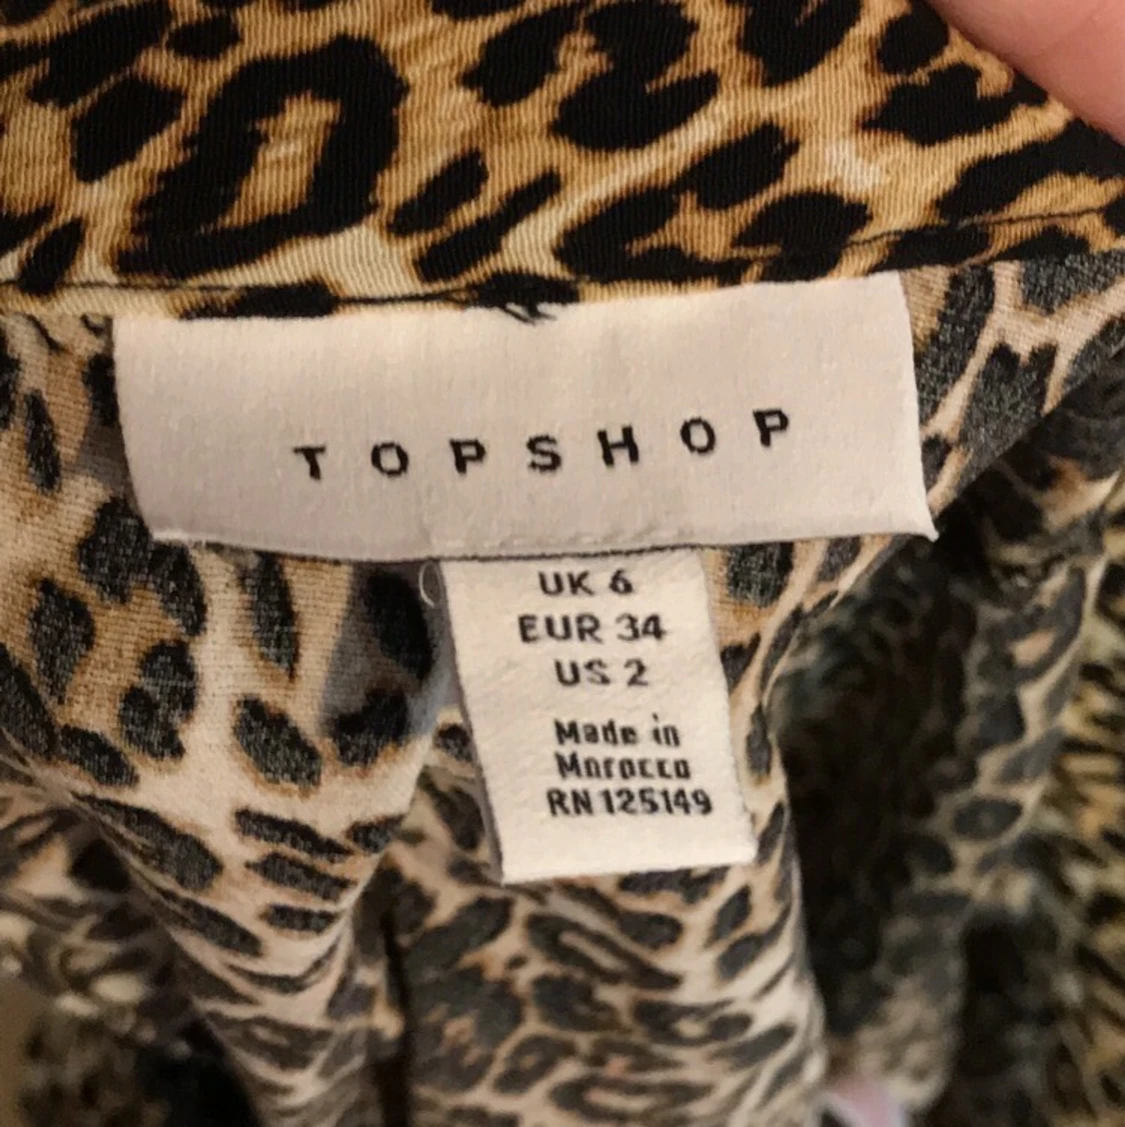 TOPSHOP
UK 6
EUR 34
US 2
Made in
Morocco
RN 125149